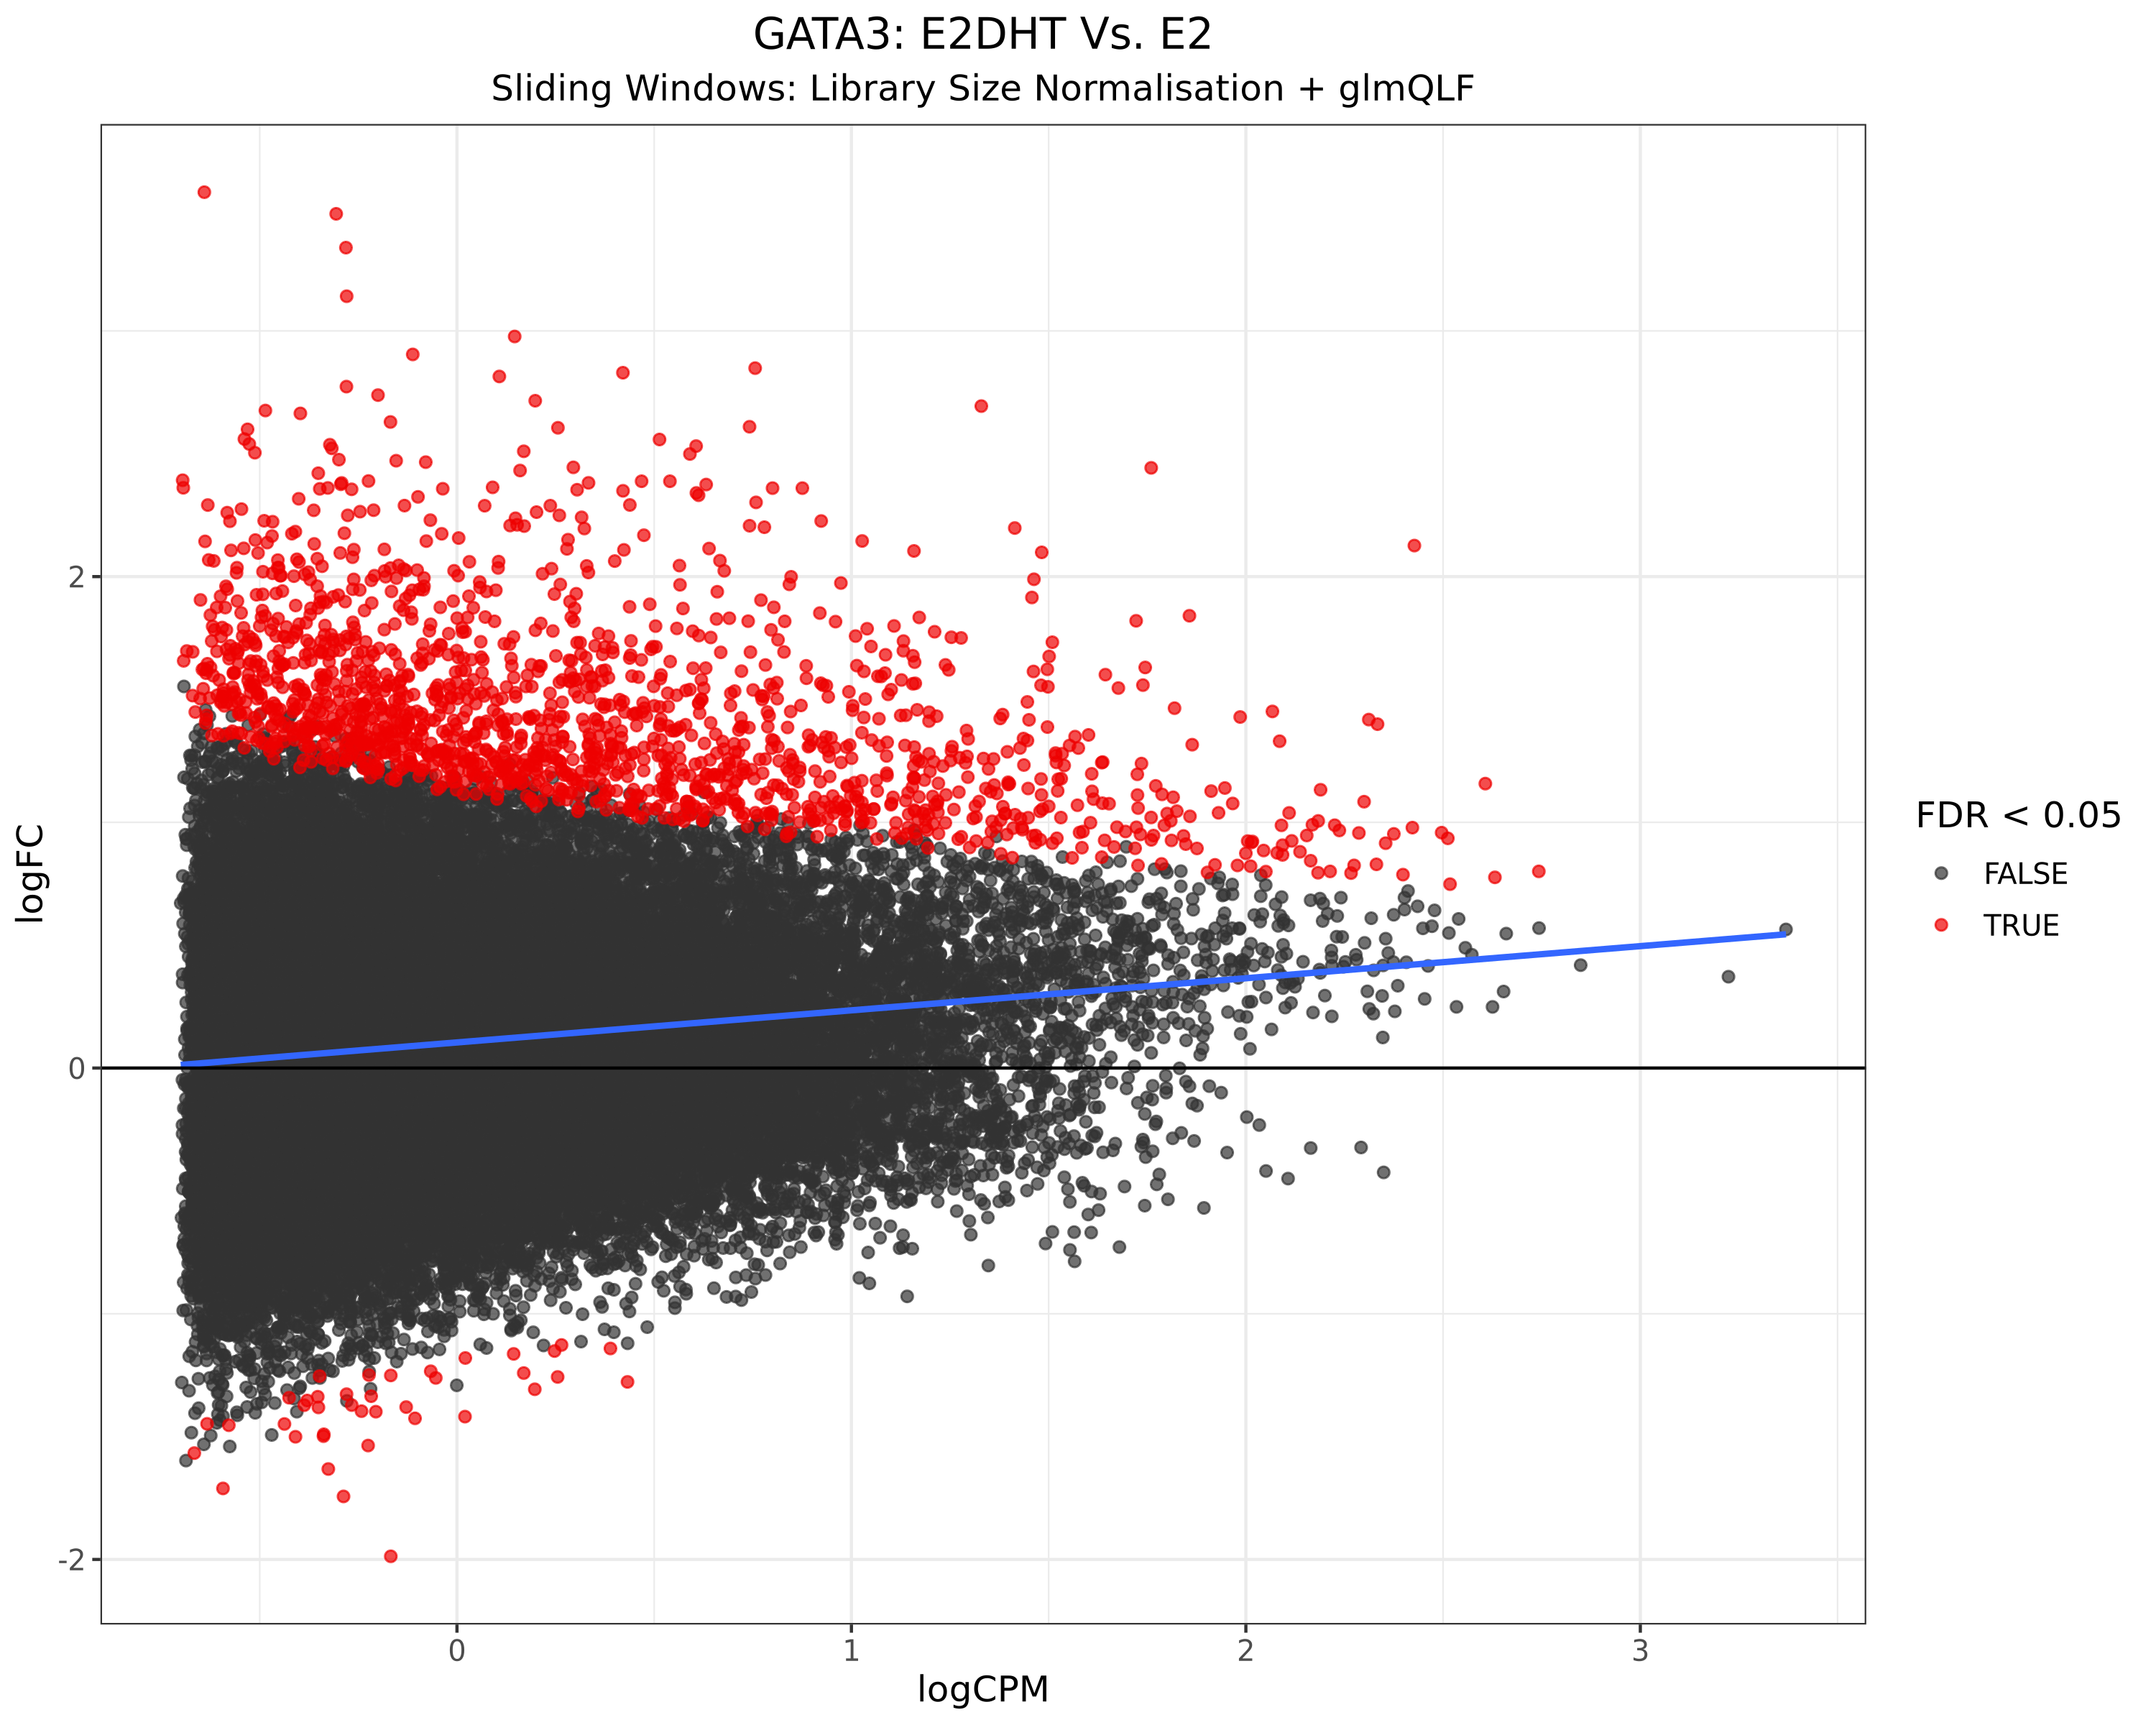 GATA3: E2DHT Vs. E2
Sliding Windows: Library Size Normalisation + glmQLF
logFC
2
0
-2
0
1
2
3
logCPM
FDR < 0.05
FALSE
TRUE